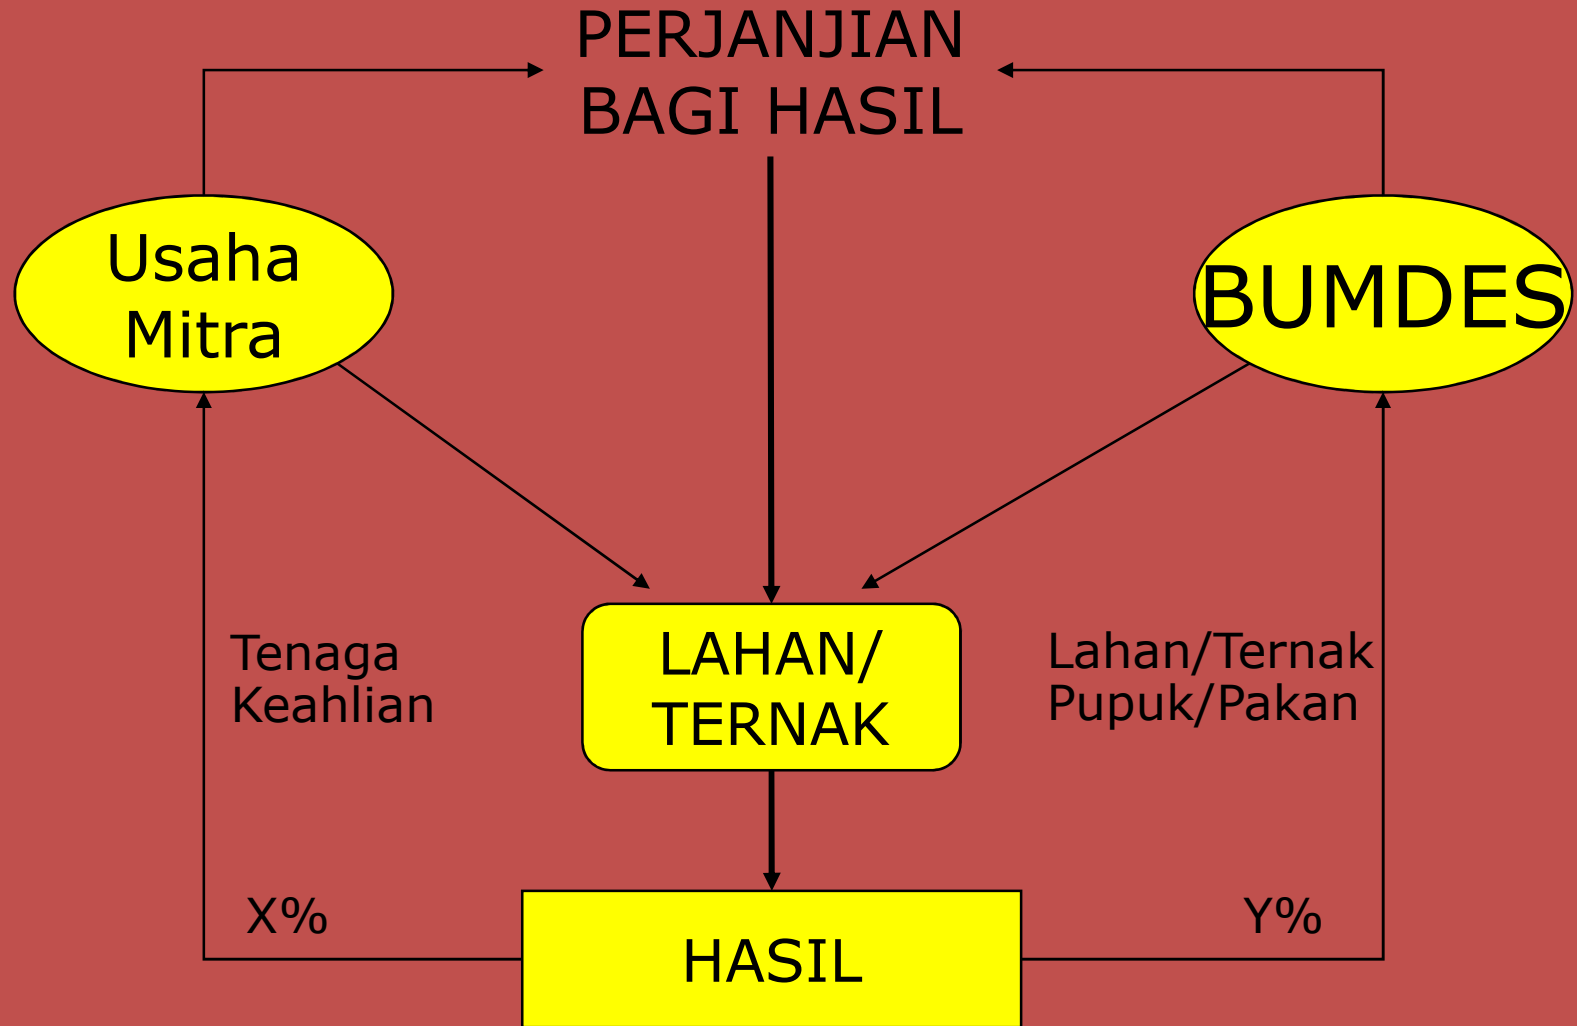 PERJANJIAN
BAGI HASIL
Usaha
Mitra
BUMDES
Tenaga
Keahlian
LAHAN/
TERNAK
Lahan/Ternak
Pupuk/Pakan
X%
Y%
HASIL